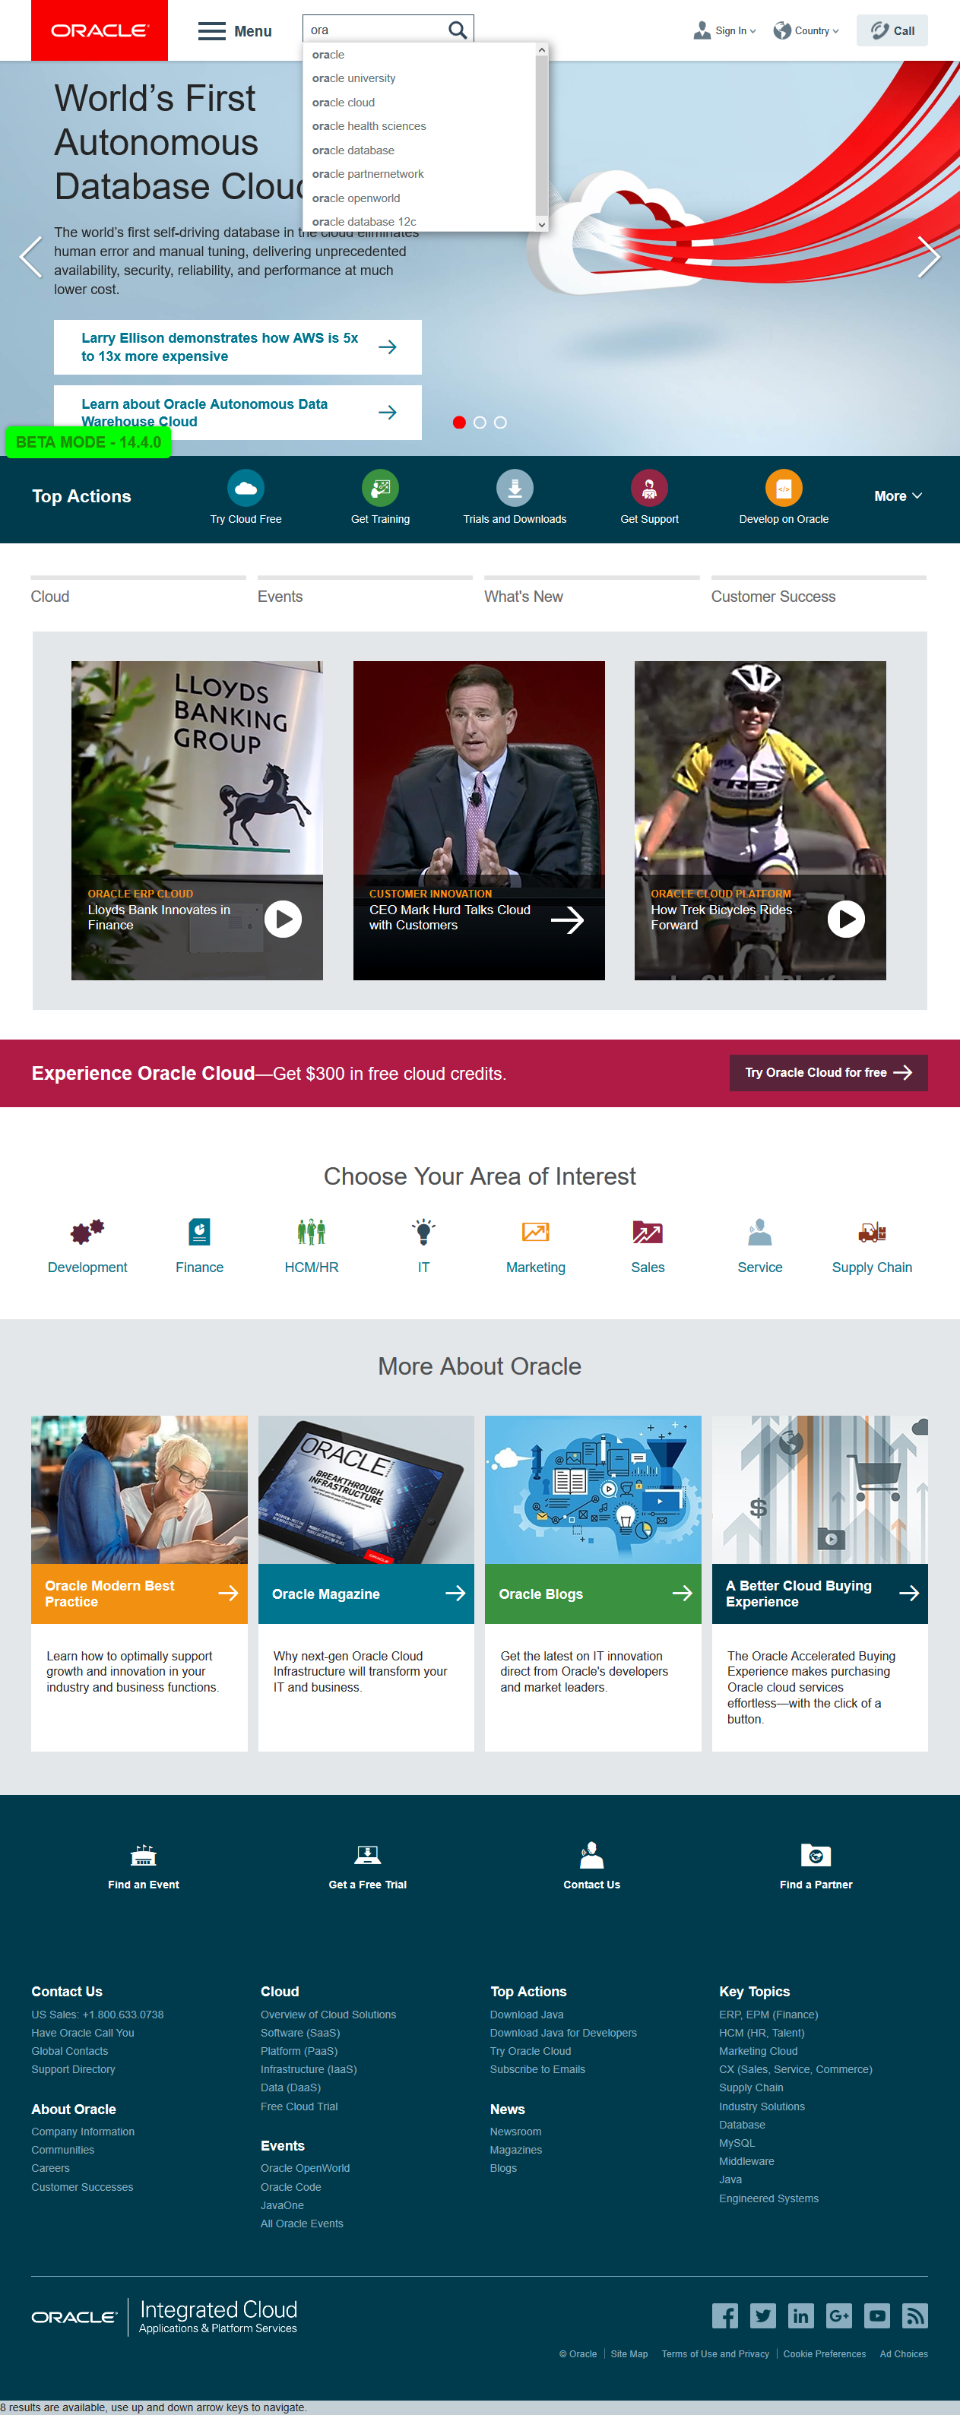 ORACLE
Menu
ora
Sign In
Country
Call
oracle
oracle university
oracle cloud
oracle health sciences
oracle database
oracle partnernetwork
oracle openworld
oracle database 12c
World's First
Autonomous
Database Cloud
The world's first self-driving database in the cloud eliminates
human error and manual tuning, delivering unprecedented
availability, security, reliability, and performance at much
lower cost.
Larry Ellison demonstrates how AWS is 5x
to 13x more expensive
Learn about Oracle Autonomous Data
Warehouse Cloud
BETA MODE - 14.4.0
Top Actions
Try Cloud Free
Get Training
Trials and Downloads
Get Support
Develop on Oracle
More
Cloud
Events
What's New
Customer Success
LLOYDS
BANKING
GROUP
ORACLE ERP CLOUD
Lloyds Bank Innovates in
Finance
CUSTOMER INNOVATION
CEO Mark Hurd Talks Cloud
with Customers
TREK
ORACLE CLOUD PLATFORM
How Trek Bicycles Rides
Forward
Experience Oracle Cloud—Get $300 in free cloud credits.
Try Oracle Cloud for free
Choose Your Area of Interest
Development
Finance
HCM/HR
IT
Marketing
Sales
Service
Supply Chain
More About Oracle
ORACLE
BREAKTHROUGH
INFRASTRUCTURE
$
Oracle Modern Best
Practice
Oracle Magazine
Oracle Blogs
A Better Cloud Buying
Experience
Learn how to optimally support
growth and innovation in your
industry and business functions.
Why next-gen Oracle Cloud
Infrastructure will transform your
IT and business.
Get the latest on IT innovation
direct from Oracle's developers
and market leaders.
The Oracle Accelerated Buying
Experience makes purchasing
Oracle cloud services
effortless—with the click of a
button.
Find an Event
Get a Free Trial
Contact Us
Find a Partner
Contact Us
US Sales: +1.800.633.0738
Have Oracle Call You
Global Contacts
Support Directory
About Oracle
Company Information
Communities
Careers
Customer Successes
Cloud
Overview of Cloud Solutions
Software (SaaS)
Platform (PaaS)
Infrastructure (IaaS)
Data (DaaS)
Free Cloud Trial
Events
Oracle OpenWorld
Oracle Code
JavaOne
All Oracle Events
Top Actions
Download Java
Download Java for Developers
Try Oracle Cloud
Subscribe to Emails
News
Newsroom
Magazines
Blogs
Key Topics
ERP, EPM (Finance)
HCM (HR, Talent)
Marketing Cloud
CX (Sales, Service, Commerce)
Supply Chain
Industry Solutions
Database
MySQL
Middleware
Java
Engineered Systems
ORACLE
Integrated Cloud
Applications & Platform Services
© Oracle
Site Map
Terms of Use and Privacy
Cookie Preferences
Ad Choices
8 results are available, use up and down arrow keys to navigate.